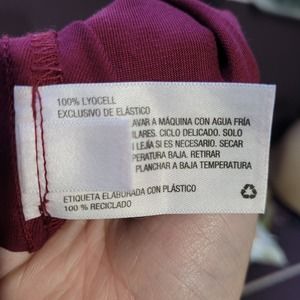 100% LYOCELL
EXCLUSIVO DE ELÁSTICO
AVAR A MÁQUINA CON AGUA FRÍA
ILARES. CICLO DELICADO. SOLO
LEJÍA SI ES NECESARIO. SECAR
PERATURA BAJA. RETIRAR
PLANCHAR A BAJA TEMPERATURA
ETIQUETA ELABORADA CON PLÁSTICO
100 % RECICLADO